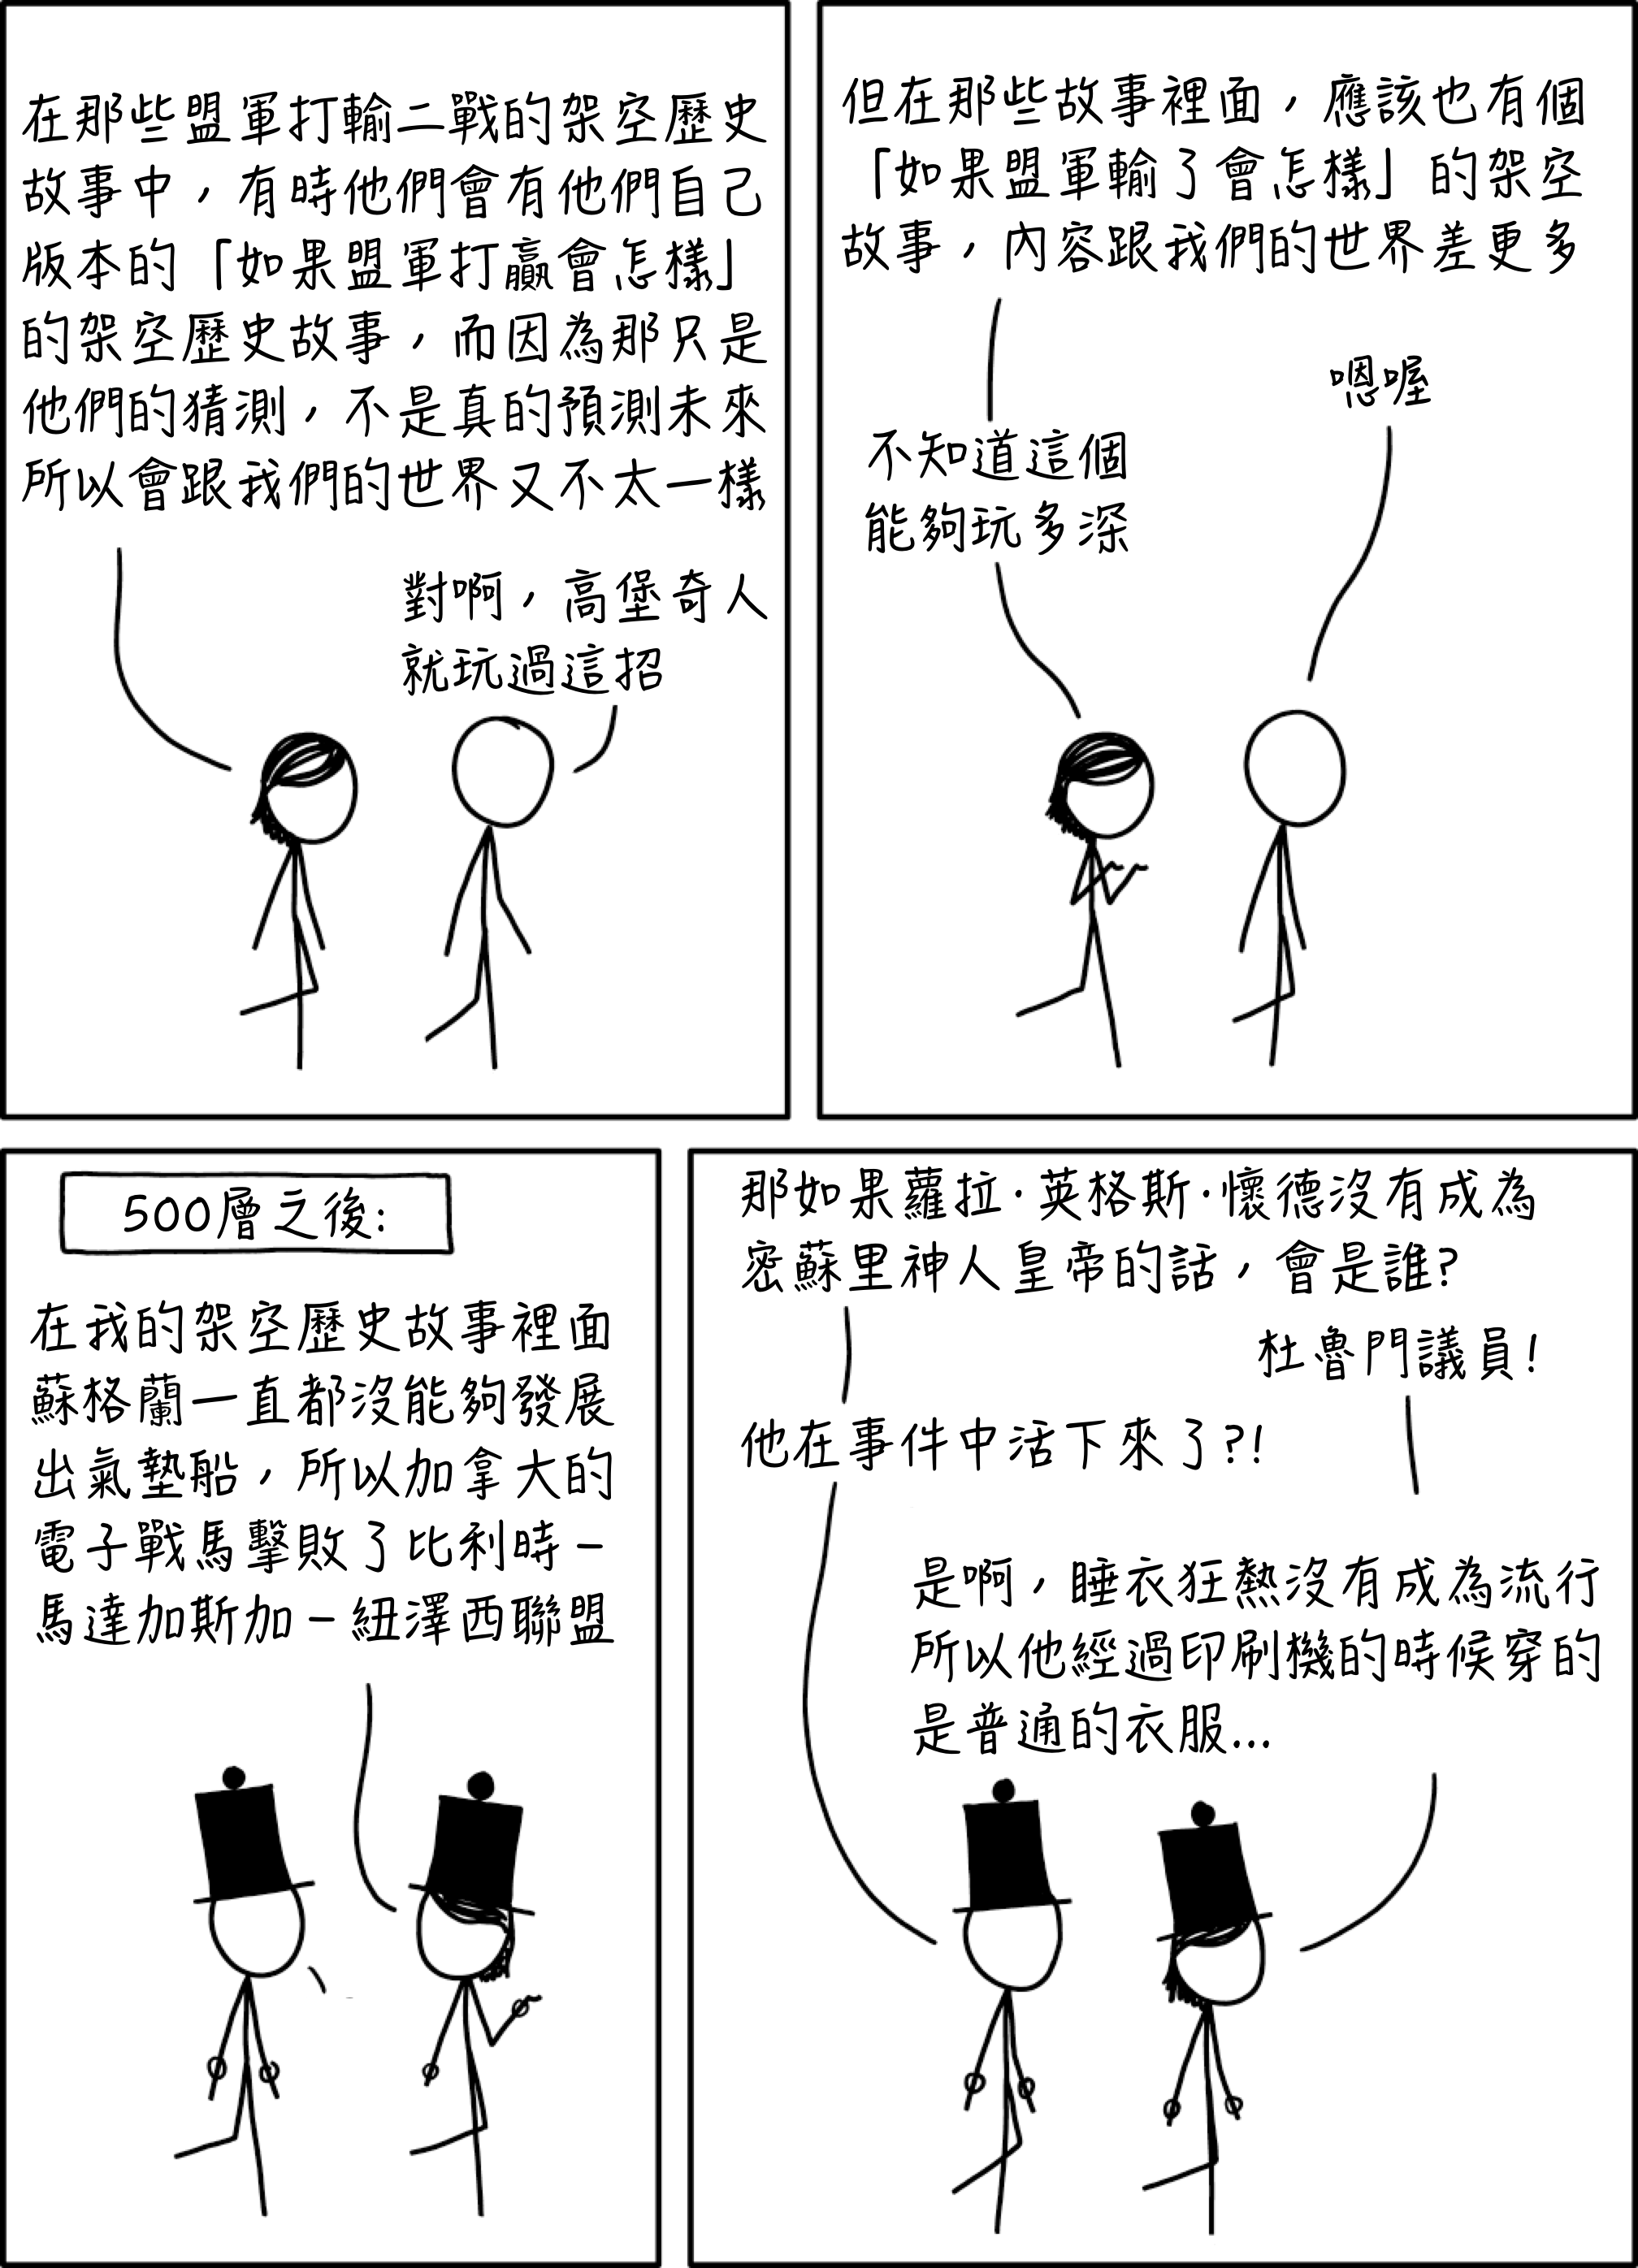 在那些盟軍打輸二戰的架空歷史
故事中，有時他們會有他們自己
版本的「如果盟軍打贏會怎樣」
的架空歷史故事，而因為那只是
他們的猜測，不是真的預測未來
所以會跟我們的世界又不太一樣
對啊，高堡奇人
就玩過這招
但在那些故事裡面，應該也有個
「如果盟軍輸了會怎樣」的架空
故事，內容跟我們的世界差更多
嗯喔
不知道這個
能夠玩多深
500層之後:
在我的架空歷史故事裡面
蘇格蘭一直都沒能夠發展
出氣墊船，所以加拿大的
電子戰馬擊敗了比利時－
馬達加斯加－紐澤西聯盟
那如果蘿拉·英格斯·懷德沒有成為
密蘇里神人皇帝的話，會是誰?
杜魯門議員!
他在事件中活下來了?!
是啊，睡衣狂熱沒有成為流行
所以他經過印刷機的時候穿的
是普通的衣服...